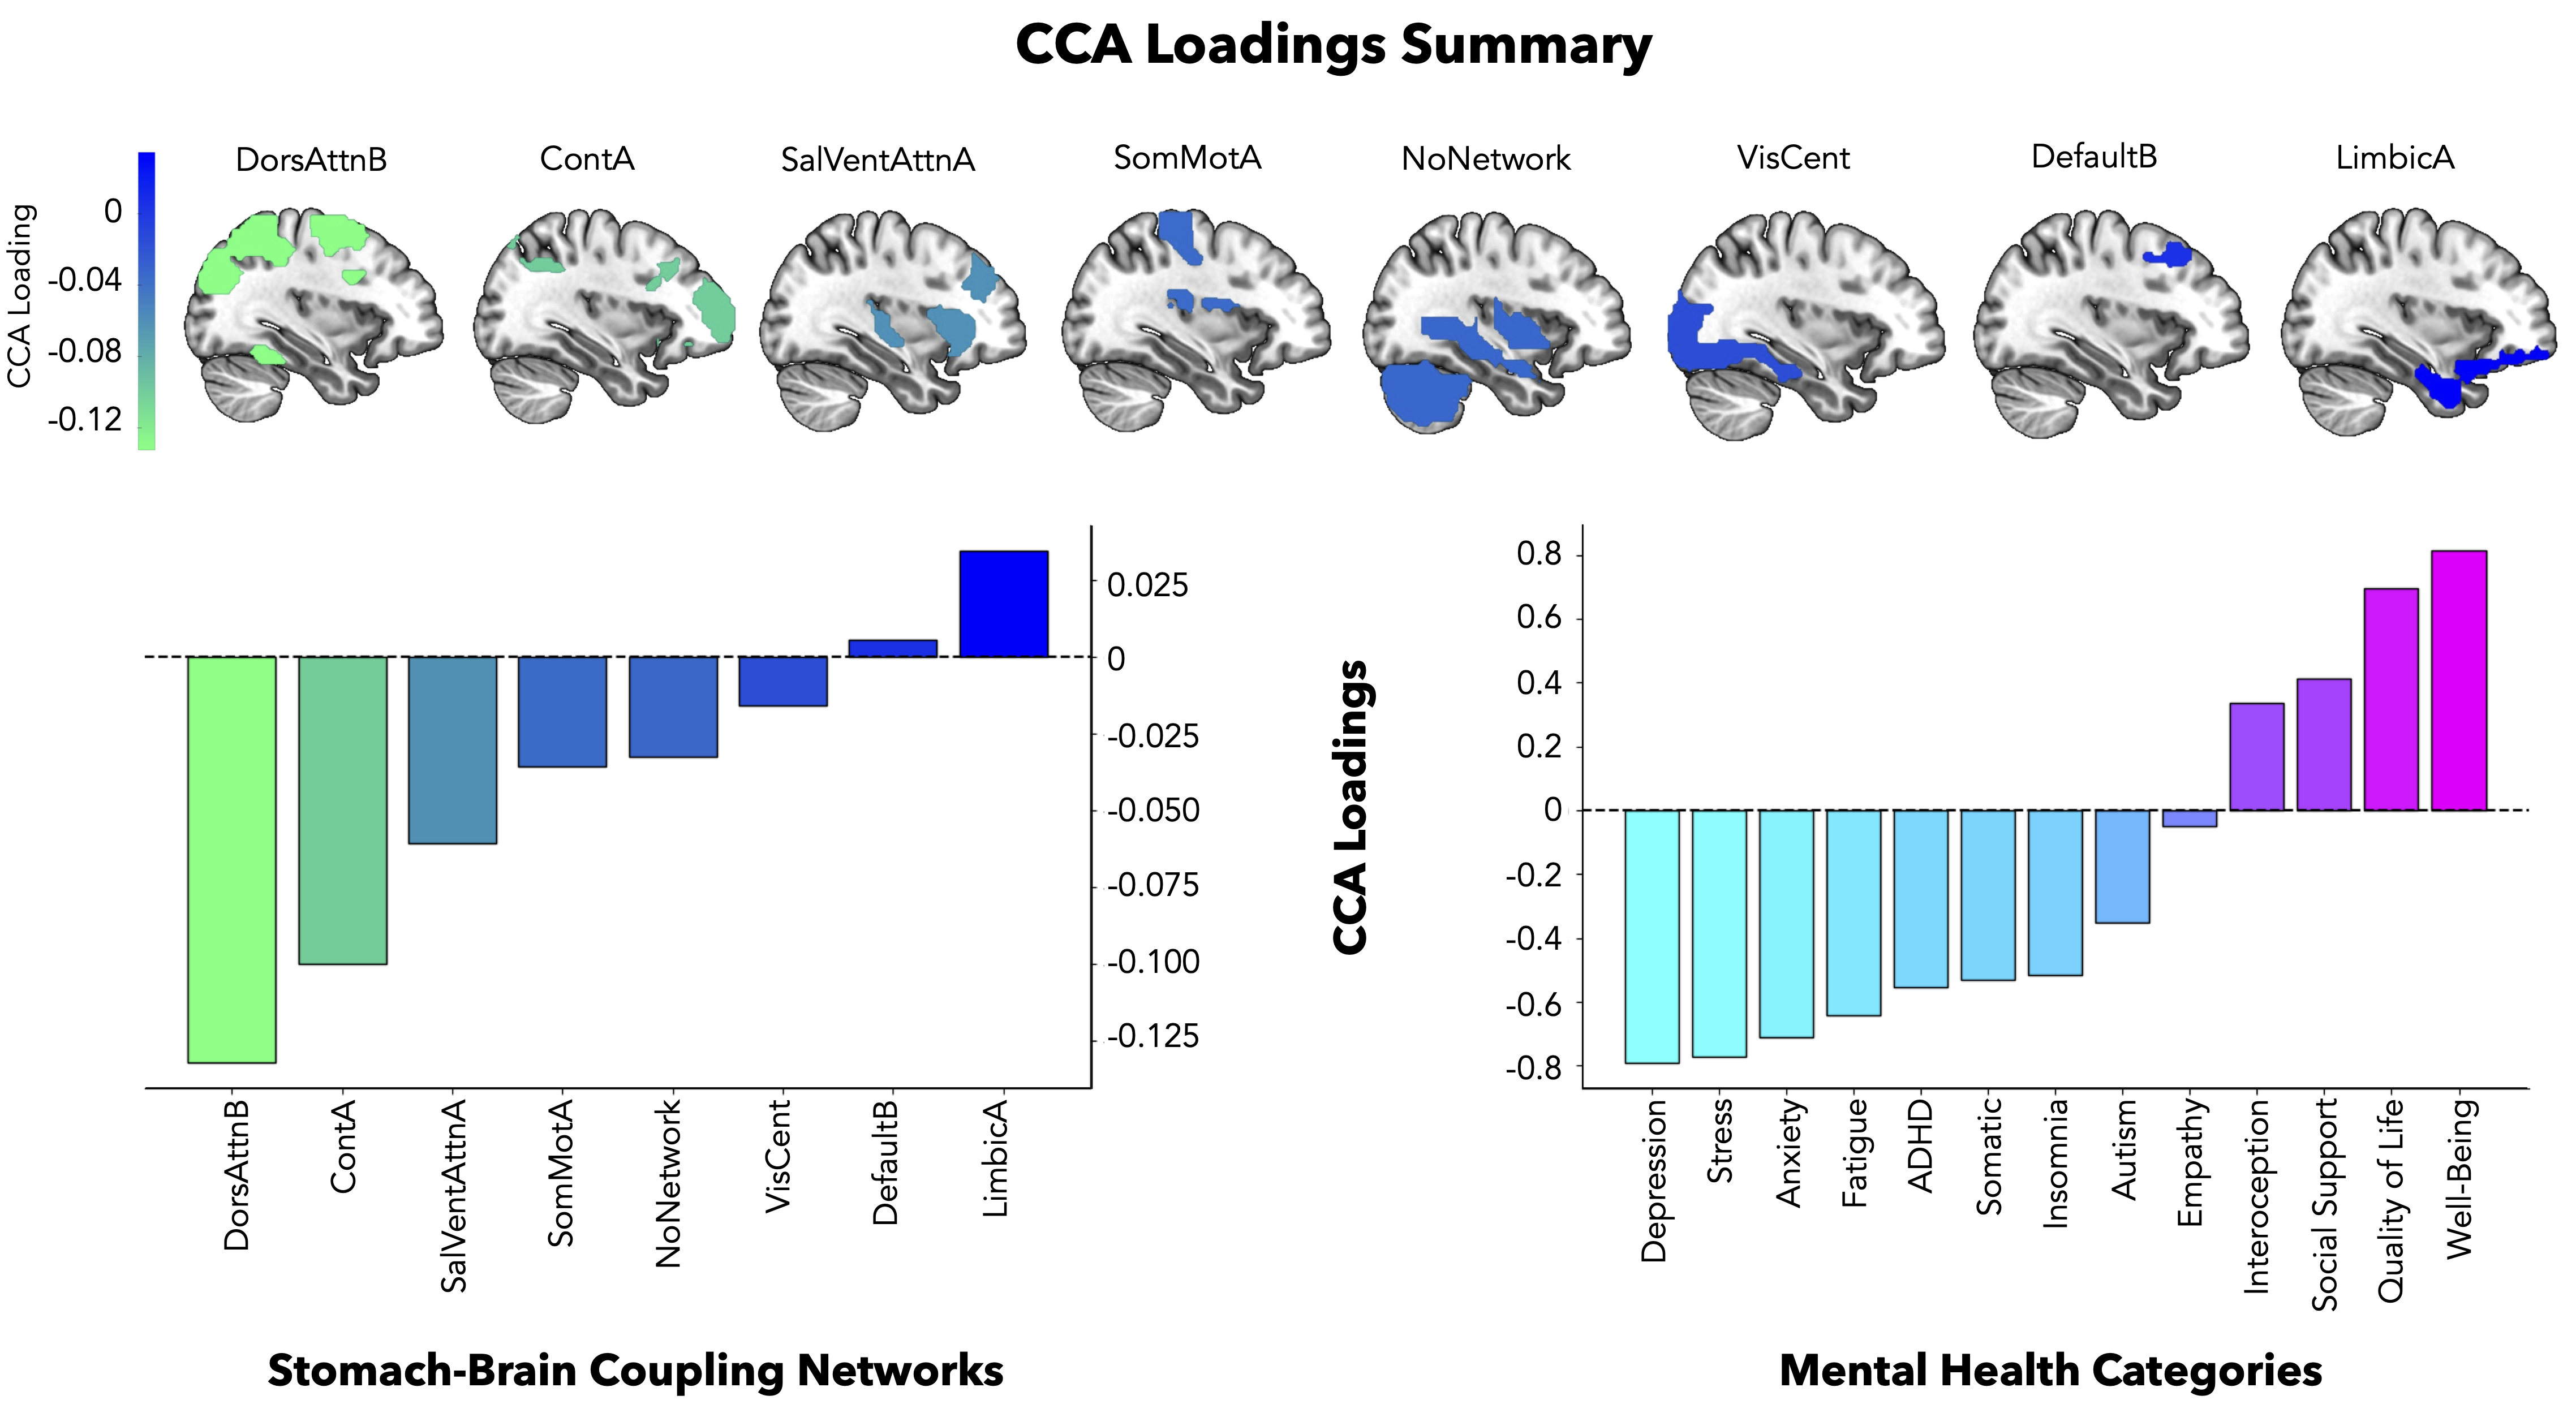 CCA Loadings Summary
DorsAttnB
ContA
SalVentAttnA
SomMotA
NoNetwork
VisCent
DefaultB
LimbicA
CCA Loading
0
-0.04
-0.08
-0.12
0.025
0
-0.025
-0.050
-0.075
-0.100
-0.125
DorsAttnB
ContA
SalVentAttnA
SomMotA
NoNetwork
VisCent
DefaultB
LimbicA
Stomach-Brain Coupling Networks
CCA Loadings
0.8
0.6
0.4
0.2
0
-0.2
-0.4
-0.6
-0.8
Depression
Stress
Anxiety
Fatigue
ADHD
Somatic
Insomnia
Autism
Empathy
Interoception
Social Support
Quality of Life
Well-Being
Mental Health Categories